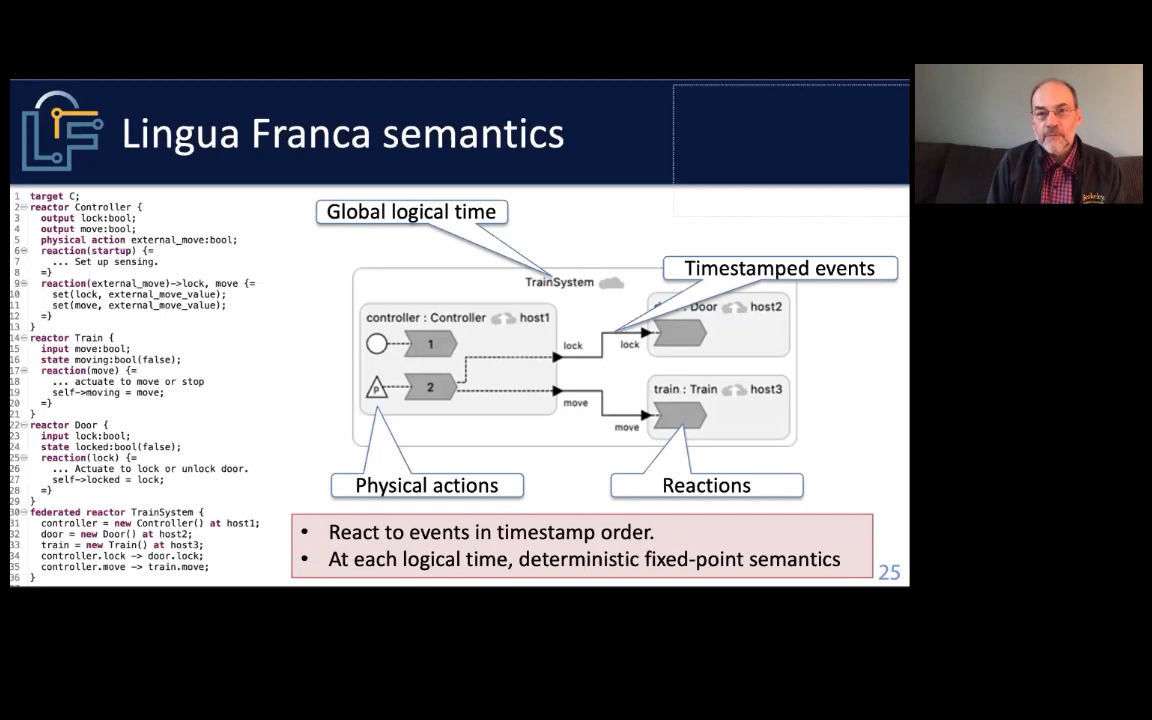 Lingua Franca semantics
1 target C;
2 reactor Controller {
3 output lock:bool;
4 output move:bool;
5 physical action external_move:bool;
6 reaction(startup) {=
7 ... Set up sensing.
8 =}
9 reaction(external_move)->lock, move {=
10 set(lock, external_move_value);
11 set(move, external_move_value);
12 =}
13 }
14 reactor Train {
15 input move:bool;
16 state moving:bool(false);
17 reaction(move) {=
18 ... actuate to move or stop
19 self->moving = move;
20 =}
21 }
22 reactor Door {
23 input lock:bool;
24 state locked:bool(false);
25 reaction(lock) {=
26 ... Actuate to lock or unlock door.
27 self->locked = lock;
28 =}
29 }
30 federated reactor TrainSystem {
31 controller = new Controller() at host1;
32 door = new Door() at host2;
33 train = new Train() at host3;
34 controller.lock -> door.lock;
35 controller.move -> train.move;
36 }
Global logical time
Timestamped events
TrainSystem
controller : Controller host1
1
2
P
lock
move
Door host2
lock
train : Train host3
move
Physical actions
Reactions
• React to events in timestamp order.
• At each logical time, deterministic fixed-point semantics
25
Berkeley